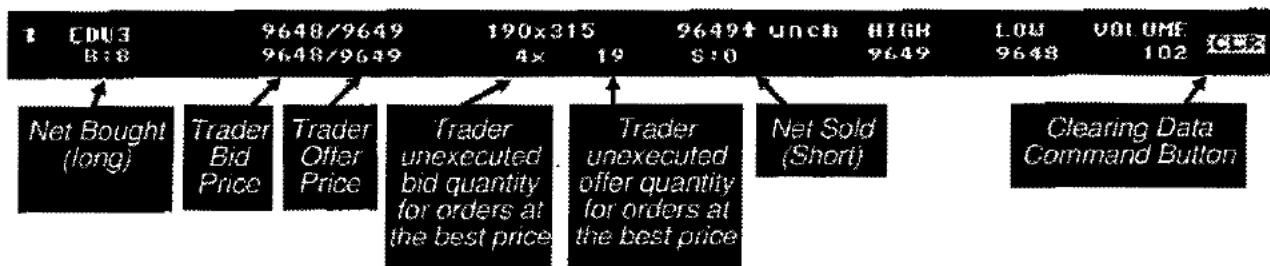 EDU3 9648/9649 190x315 9649 unch HIGH LOW VOLUME
B:8 9648/9649 4x 19 S:0 9649 9648 102
Net Bought
(long)
Trader
Bid
Price
Trader
Offer
Price
Trader
unexecuted
bid quantity
for orders at
the best price
Trader
unexecuted
offer quantity
for orders at
the best price
Net Sold
(Short)
Clearing Data
Command Button